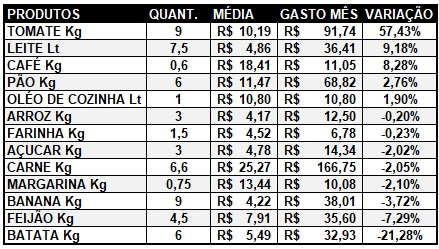 PRODUTOS QUANT. MÉDIA GASTO MÊS VARIAÇÃO
TOMATE Kg 9 R$ 10,19 R$ 91,74 57,43%
LEITE Lt 7,5 R$ 4,86 R$ 36,41 9,18%
CAFÉ Kg 0,6 R$ 18,41 R$ 11,05 8,28%
PÃO Kg 6 R$ 11,47 R$ 68,82 2,76%
OLÉO DE COZINHA Lt 1 R$ 10,80 R$ 10,80 1,90%
ARROZ Kg 3 R$ 4,17 R$ 12,50 -0,20%
FARINHA Kg 1,5 R$ 4,52 R$ 6,78 -0,23%
AÇUCAR Kg 3 R$ 4,78 R$ 14,34 -2,02%
CARNE Kg 6,6 R$ 25,27 R$ 166,75 -2,05%
MARGARINA Kg 0,75 R$ 13,44 R$ 10,08 -2,10%
BANANA Kg 9 R$ 4,22 R$ 38,01 -3,72%
FEIJÃO Kg 4,5 R$ 7,91 R$ 35,60 -7,29%
BATATA Kg 6 R$ 5,49 R$ 32,93 -21,28%